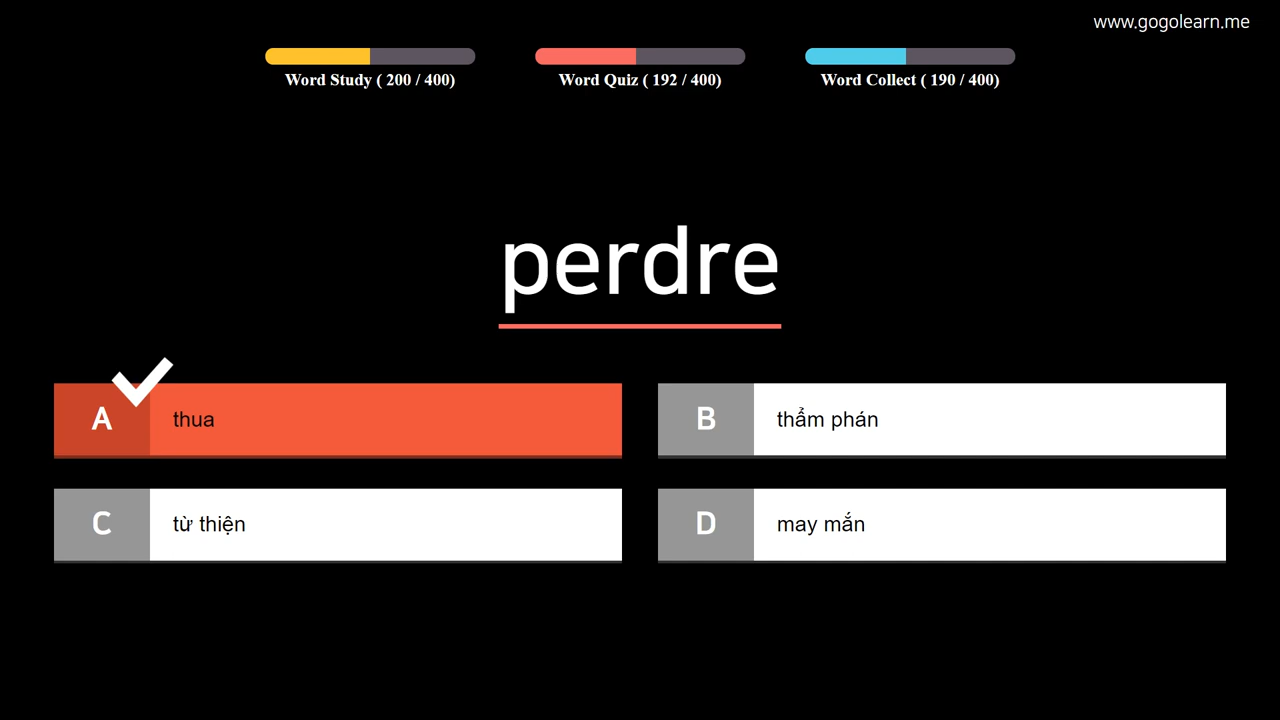 www.gogolearn.me
Word Study ( 200 / 400)
Word Quiz ( 192 / 400)
Word Collect ( 190 / 400)
perdre
A thua
B thẩm phán
C từ thiện
D may mắn